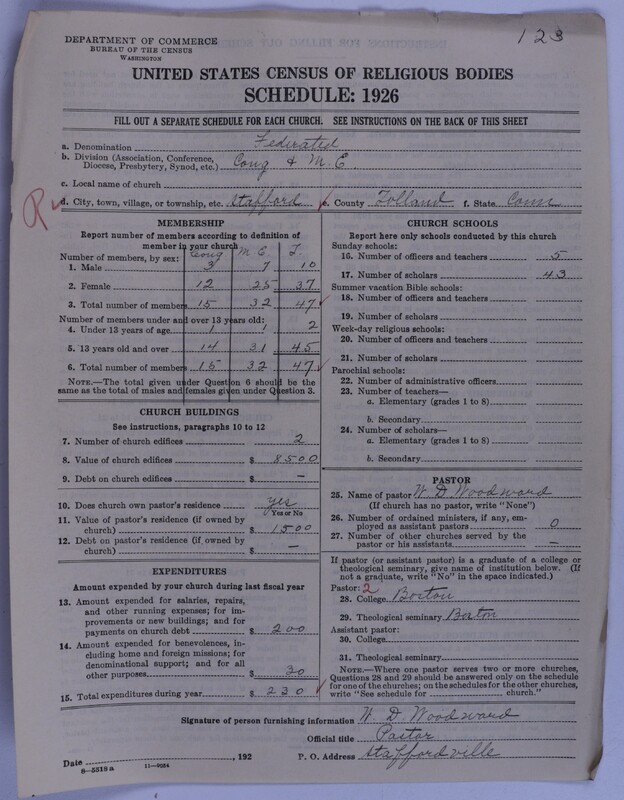 123
DEPARTMENT OF COMMERCE
BUREAU OF THE CENSUS
WASHINGTON
UNITED STATES CENSUS OF RELIGIOUS BODIES
SCHEDULE: 1926
FILL OUT A SEPARATE SCHEDULE FOR EACH CHURCH. SEE INSTRUCTIONS ON THE BACK OF THIS SHEET
a. Denomination Federated
b. Division (Association, Conference, Diocese, Presbytery, Synod, etc.) Cong & M. E.
c. Local name of church
R d. City, town, village, or township, etc. Stafford e. County Tolland f. State Conn
MEMBERSHIP
Report number of members according to definition of
member in your church
Number of members, by sex: Cong M. E. T.
1. Male 3 7 10
2. Female 12 25 37
3. Total number of members 15 32 47
Number of members under and over 13 years old:
4. Under 13 years of age 1 1 2
5. 13 years old and over 14 31 45
6. Total number of members 15 32 47
NOTE.—The total given under Question 6 should be the
same as the total of males and females given under Question 3.
CHURCH BUILDINGS
See instructions, paragraphs 10 to 12
7. Number of church edifices 2
8. Value of church edifices $ 8500
9. Debt on church edifices $ —
10. Does church own pastor's residence? yes
Yes or No
11. Value of pastor's residence (if owned by
church) $ 1500
12. Debt on pastor's residence (if owned by
church) $ —
EXPENDITURES
Amount expended by your church during last fiscal year
13. Amount expended for salaries, repairs,
and other running expenses; for im-
provements or new buildings; and for
payments on church debt $ 200
14. Amount expended for benevolences, in-
cluding home and foreign missions; for
denominational support; and for all
other purposes $ 30
15. Total expenditures during year $ 230
CHURCH SCHOOLS
Report here only schools conducted by this church
Sunday schools:
16. Number of officers and teachers 5
17. Number of scholars 43
Summer vacation Bible schools:
18. Number of officers and teachers
19. Number of scholars
Week-day religious schools:
20. Number of officers and teachers
21. Number of scholars
Parochial schools:
22. Number of administrative officers
23. Number of teachers—
a. Elementary (grades 1 to 8)
b. Secondary
24. Number of scholars—
a. Elementary (grades 1 to 8)
b. Secondary
PASTOR
25. Name of pastor W. D. Woodward
(If church has no pastor, write "None")
26. Number of ordained ministers, if any, em-
ployed as assistant pastors 0
27. Number of other churches served by the
pastor or his assistants —
If pastor (or assistant pastor) is a graduate of a college or
theological seminary, give name of institution below. (If
not a graduate, write "No" in the space indicated.)
Pastor: 2
28. College Boston
29. Theological seminary Boston
Assistant pastor:
30. College
31. Theological seminary
NOTE.—Where one pastor serves two or more churches,
Questions 28 and 29 should be answered only on the schedule
for one of the churches; on the schedules for the other churches,
write "See schedule for church."
Signature of person furnishing information W. D. Woodward
Official title Pastor
Date , 192 P. O. Address Staffordville
8—5518a 11—9034